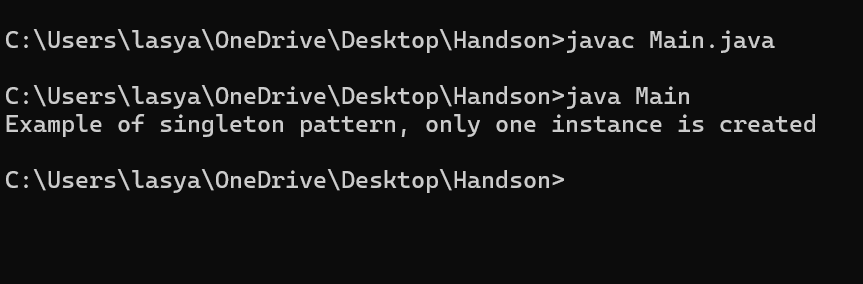 C:\Users\lasya\OneDrive\Desktop\Handson>javac Main.java
C:\Users\lasya\OneDrive\Desktop\Handson>java Main
Example of singleton pattern, only one instance is created
C:\Users\lasya\OneDrive\Desktop\Handson>